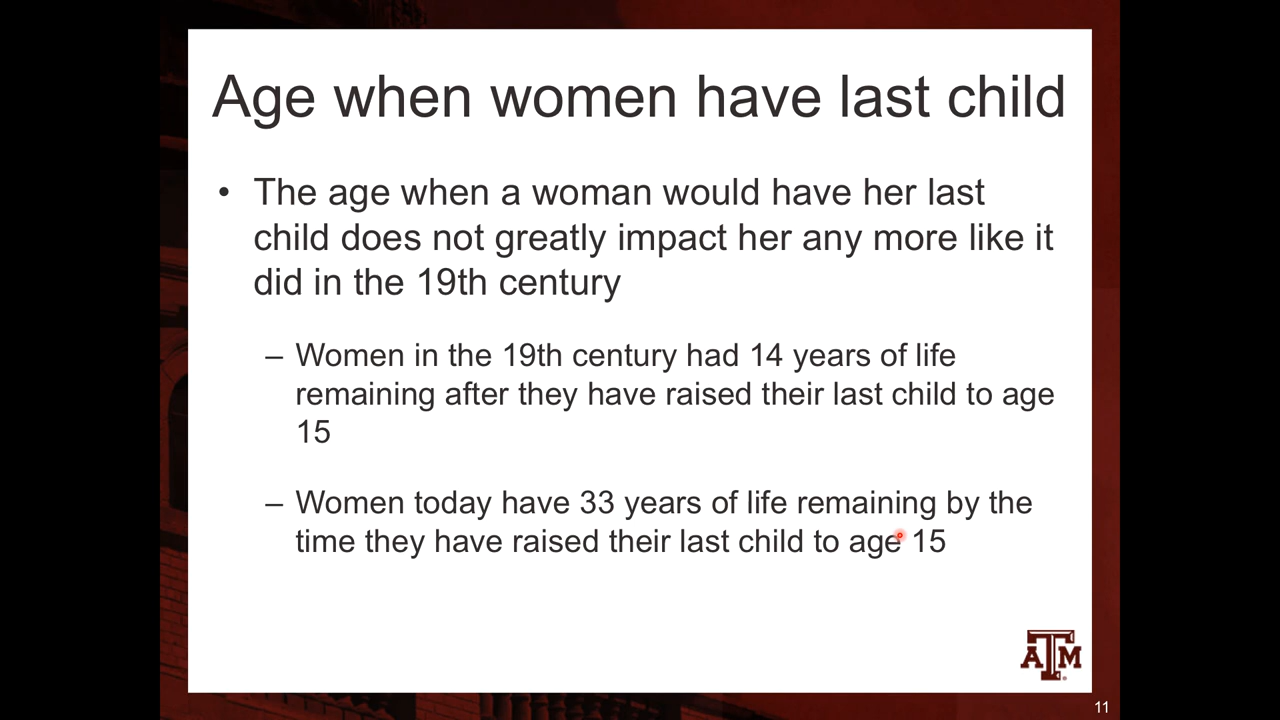 Age when women have last child
• The age when a woman would have her last
child does not greatly impact her any more like it
did in the 19th century
– Women in the 19th century had 14 years of life
remaining after they have raised their last child to age
15
– Women today have 33 years of life remaining by the
time they have raised their last child to age 15
ATM
11